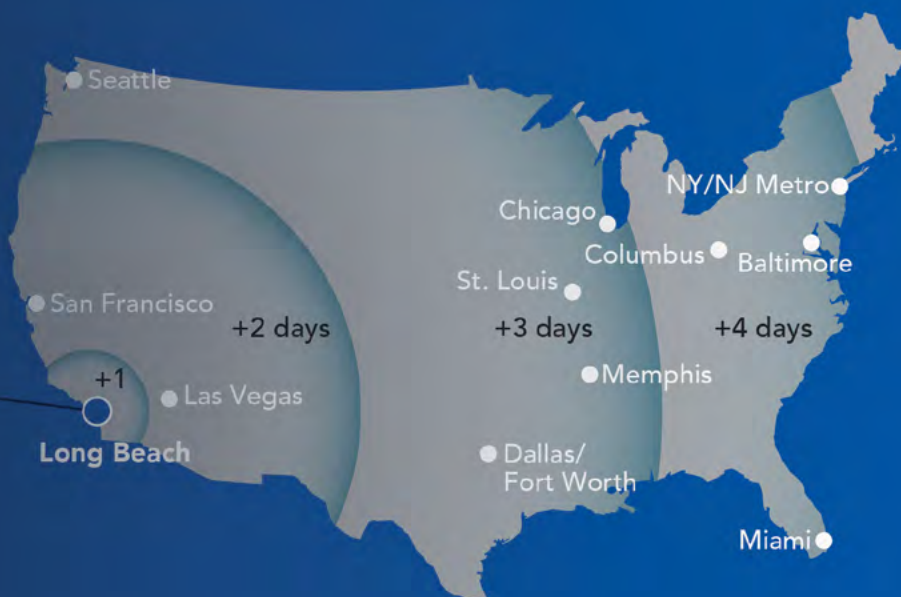 Seattle
NY/NJ Metro
Chicago
Columbus
Baltimore
St. Louis
San Francisco
+2 days
+3 days
+4 days
+1
Memphis
Las Vegas
Long Beach
Dallas/
Fort Worth
Miami